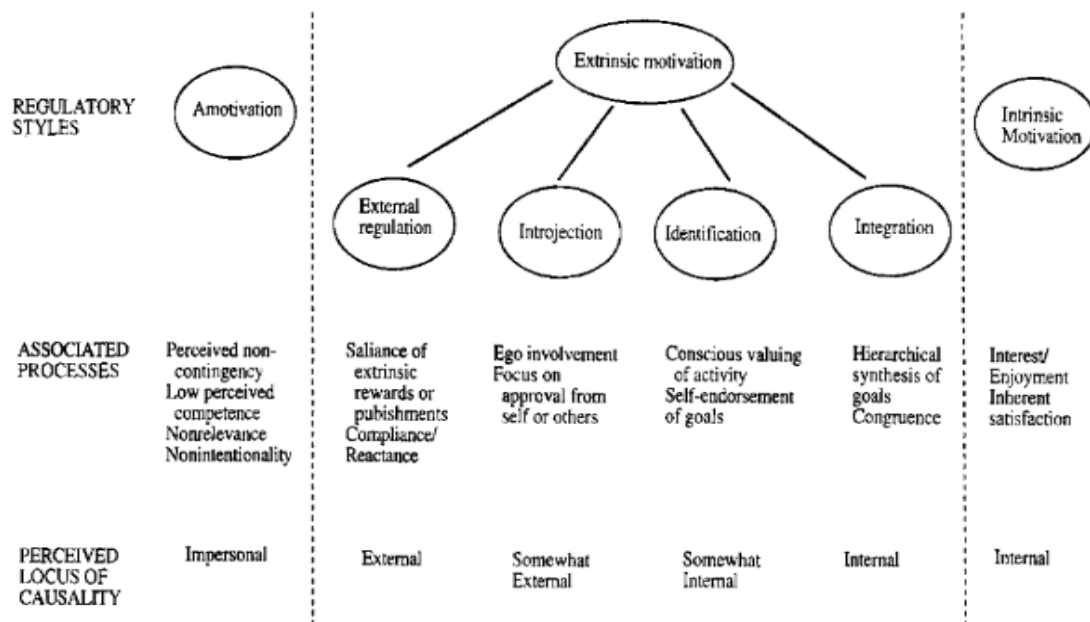 Extrinsic motivation
REGULATORY
STYLES
Amotivation
Intrinsic
Motivation
External
regulation
Introjection
Identification
Integration
ASSOCIATED
PROCESSES
Perceived non-
contingency
Low perceived
competence
Nonrelevance
Nonintentionality
Saliance of
extrinsic
rewards or
pubishments
Compliance/
Reactance
Ego involvement
Focus on
approval from
self or others
Conscious valuing
of activity
Self-endorsement
of goals
Hierarchical
synthesis of
goals
Congruence
Interest/
Enjoyment
Inherent
satisfaction
PERCEIVED
LOCUS OF
CAUSALITY
Impersonal
External
Somewhat
External
Somewhat
Internal
Internal
Internal